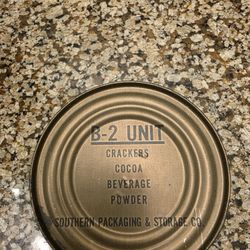 B-2 UNIT
CRACKERS
COCOA
BEVERAGE
POWDER
SOUTHERN PACKAGING & STORAGE CO.